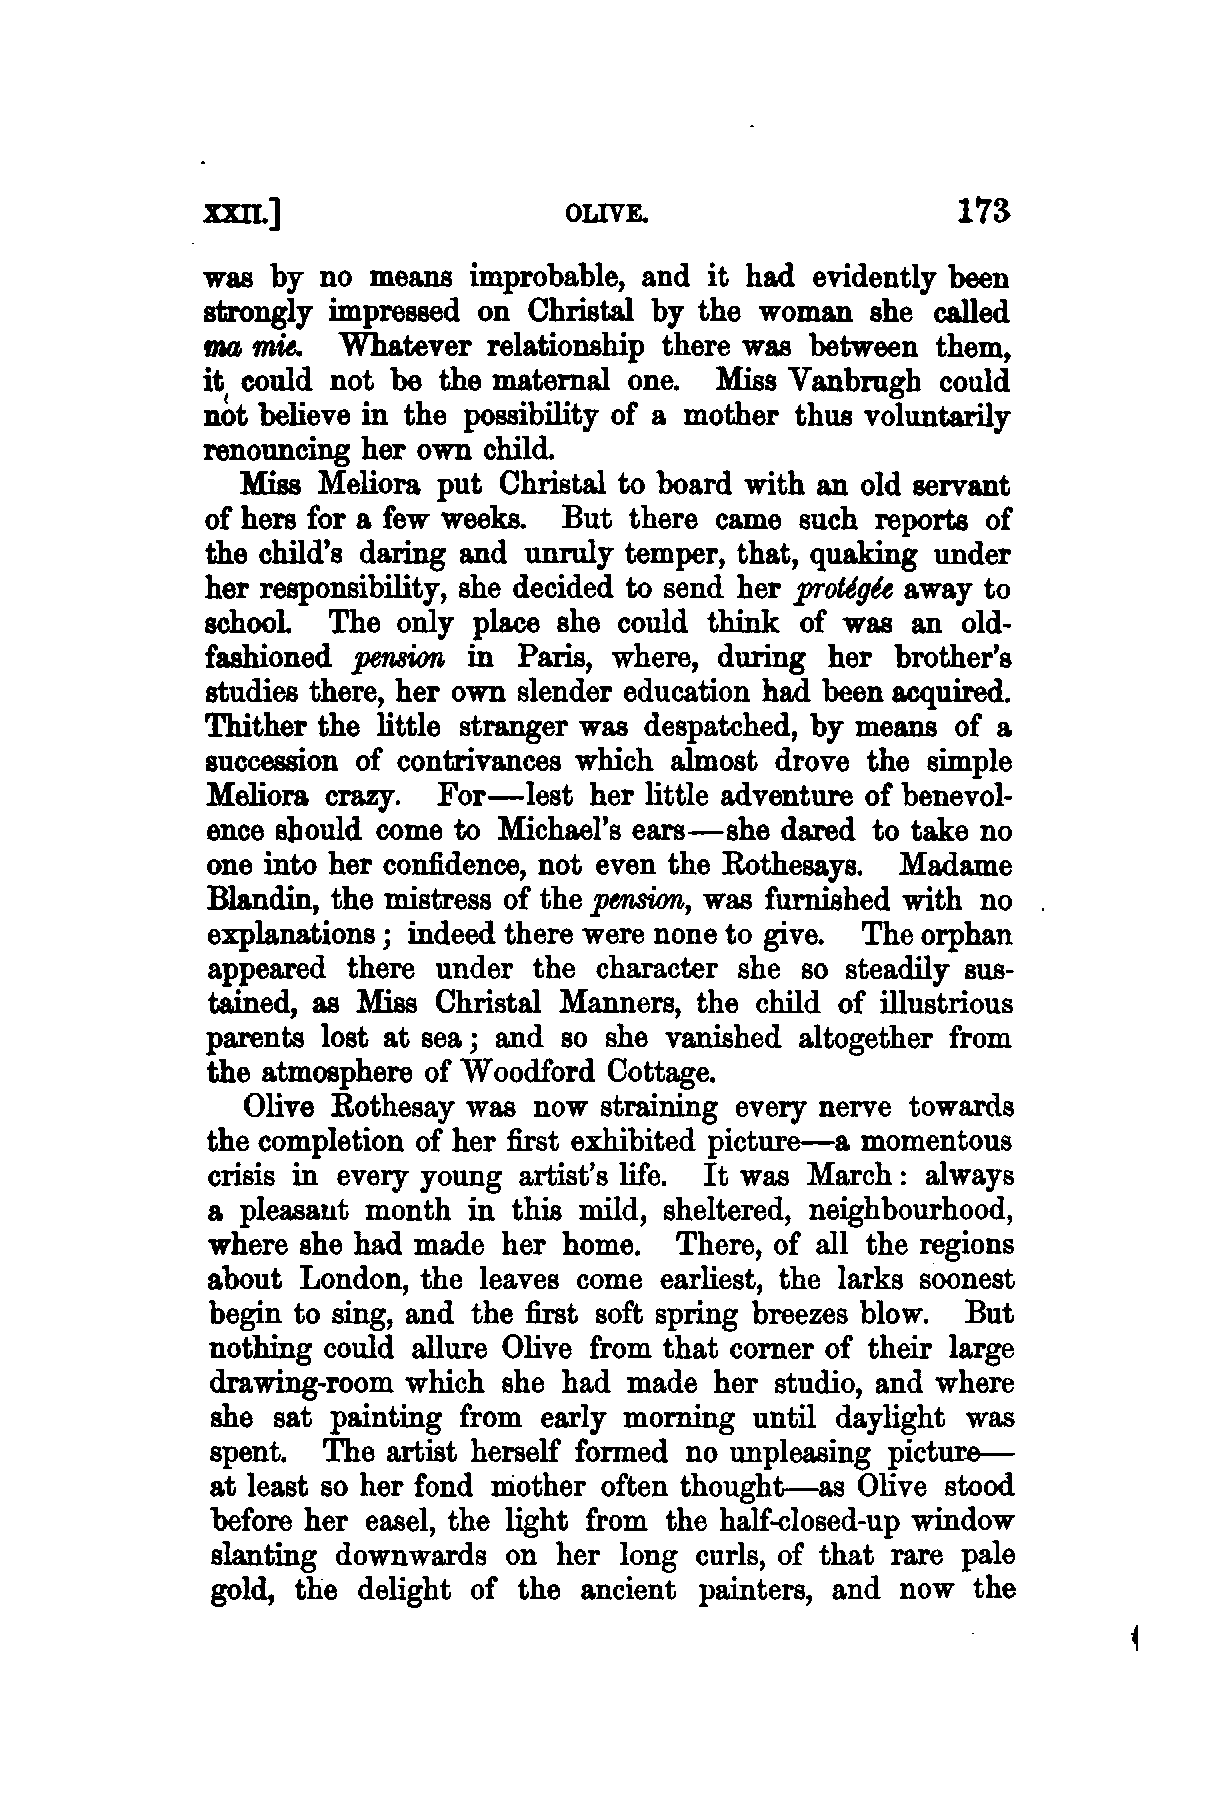 XXII.] OLIVE. 173
was by no means improbable, and it had evidently been
strongly impressed on Christal by the woman she called
ma mie. Whatever relationship there was between them,
it could not be the maternal one. Miss Vanbrugh could
not believe in the possibility of a mother thus voluntarily
renouncing her own child.
Miss Meliora put Christal to board with an old servant
of hers for a few weeks. But there came such reports of
the child's daring and unruly temper, that, quaking under
her responsibility, she decided to send her protégée away to
school. The only place she could think of was an old-
fashioned pension in Paris, where, during her brother's
studies there, her own slender education had been acquired.
Thither the little stranger was despatched, by means of a
succession of contrivances which almost drove the simple
Meliora crazy. For—lest her little adventure of benevol-
ence should come to Michael's ears—she dared to take no
one into her confidence, not even the Rothesays. Madame
Blandin, the mistress of the pension, was furnished with no
explanations; indeed there were none to give. The orphan
appeared there under the character she so steadily sus-
tained, as Miss Christal Manners, the child of illustrious
parents lost at sea; and so she vanished altogether from
the atmosphere of Woodford Cottage.
Olive Rothesay was now straining every nerve towards
the completion of her first exhibited picture—a momentous
crisis in every young artist's life. It was March: always
a pleasant month in this mild, sheltered, neighbourhood,
where she had made her home. There, of all the regions
about London, the leaves come earliest, the larks soonest
begin to sing, and the first soft spring breezes blow. But
nothing could allure Olive from that corner of their large
drawing-room which she had made her studio, and where
she sat painting from early morning until daylight was
spent. The artist herself formed no unpleasing picture—
at least so her fond mother often thought—as Olive stood
before her easel, the light from the half-closed-up window
slanting downwards on her long curls, of that rare pale
gold, the delight of the ancient painters, and now the